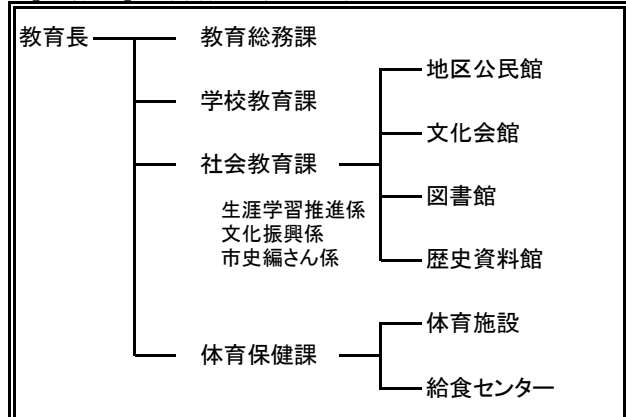 教育長
教育総務課
地区公民館
学校教育課
文化会館
社会教育課
図書館
生涯学習推進係
文化振興係
市史編さん係
歴史資料館
体育施設
体育保健課
給食センター